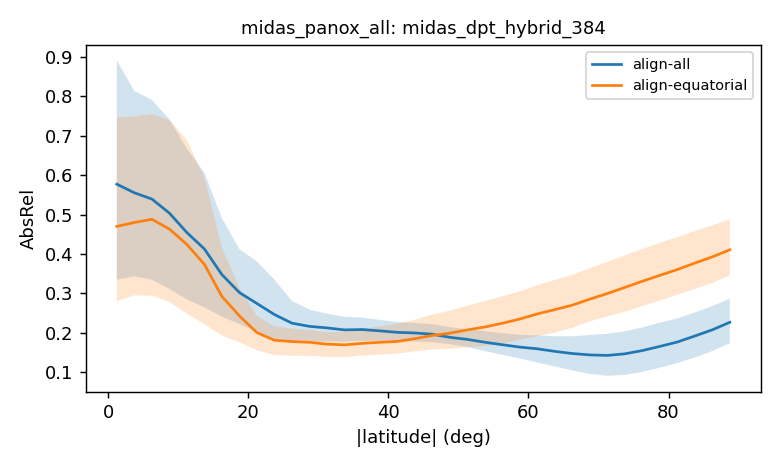 midas_panox_all: midas_dpt_hybrid_384
align-all
align-equatorial
AbsRel
0.9
0.8
0.7
0.6
0.5
0.4
0.3
0.2
0.1
0 20 40 60 80
|latitude| (deg)